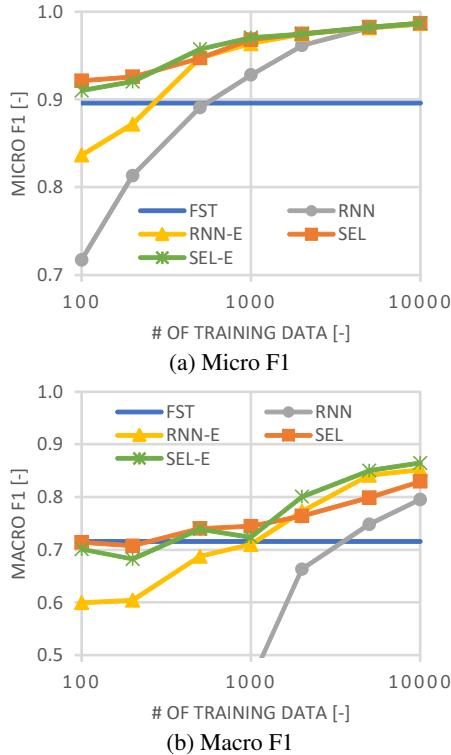 1.0
0.9
0.8
0.7
MICRO F1 [-]
FST RNN
RNN-E SEL
SEL-E
100 1000 10000
# OF TRAINING DATA [-]
(a) Micro F1
1.0
0.9
0.8
0.7
0.6
0.5
MACRO F1 [-]
FST RNN
RNN-E SEL
SEL-E
100 1000 10000
# OF TRAINING DATA [-]
(b) Macro F1